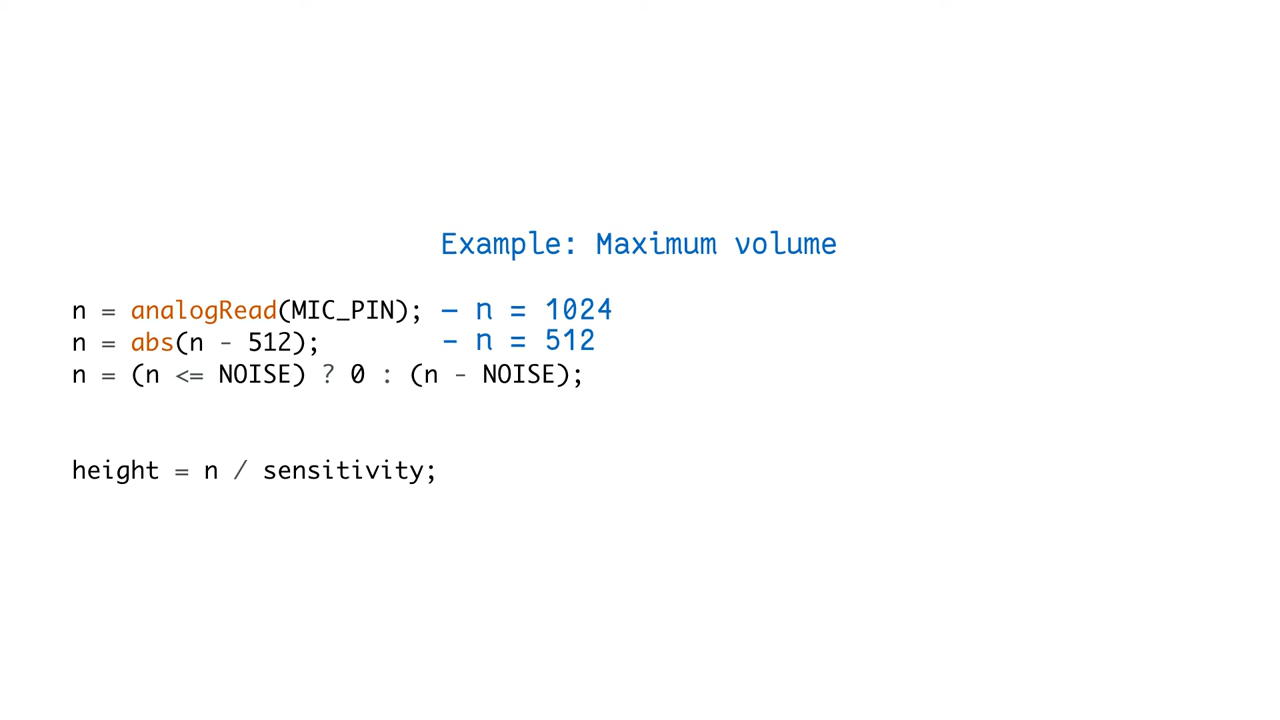 Example: Maximum volume
n = analogRead(MIC_PIN); – n = 1024
n = abs(n - 512); – n = 512
n = (n <= NOISE) ? 0 : (n - NOISE);
height = n / sensitivity;